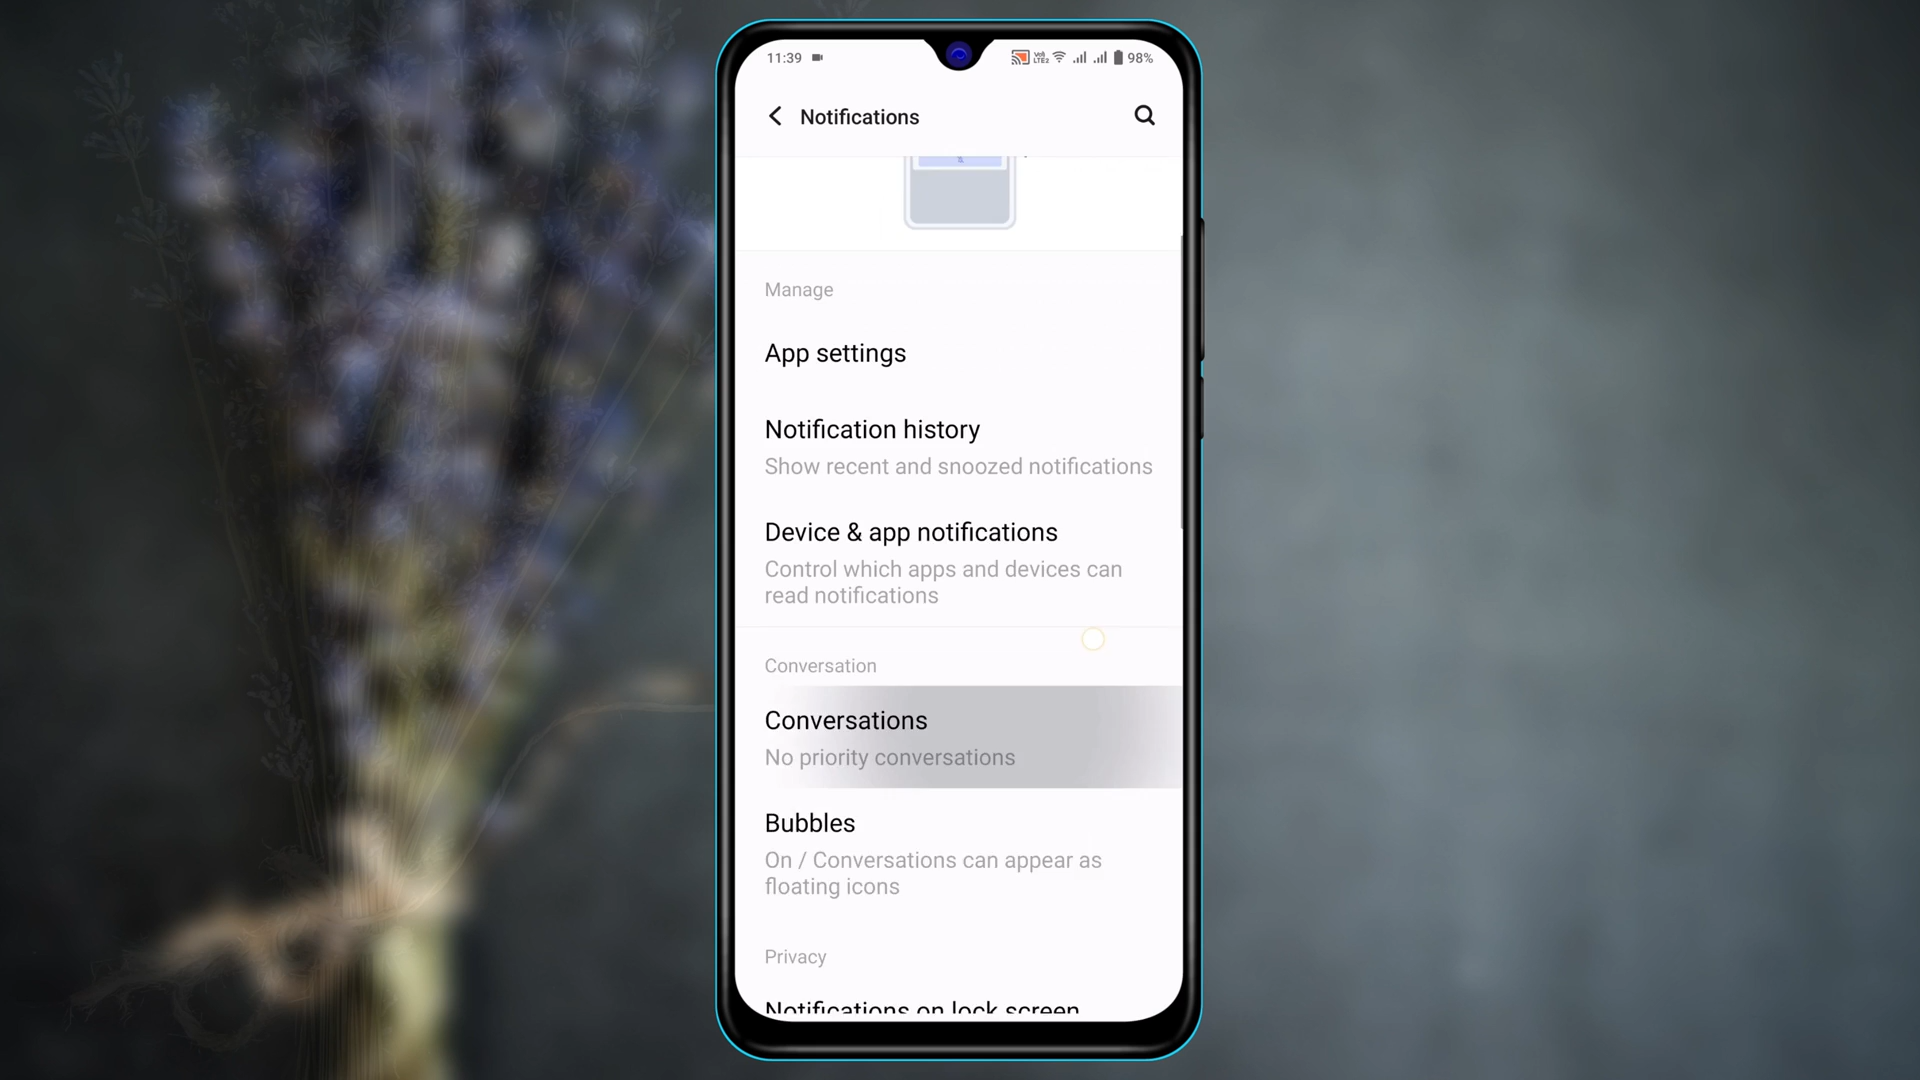 11:39
VoLTE2
98%
Notifications
Manage
App settings
Notification history
Show recent and snoozed notifications
Device & app notifications
Control which apps and devices can
read notifications
Conversation
Conversations
No priority conversations
Bubbles
On / Conversations can appear as
floating icons
Privacy
Notifications on lock screen